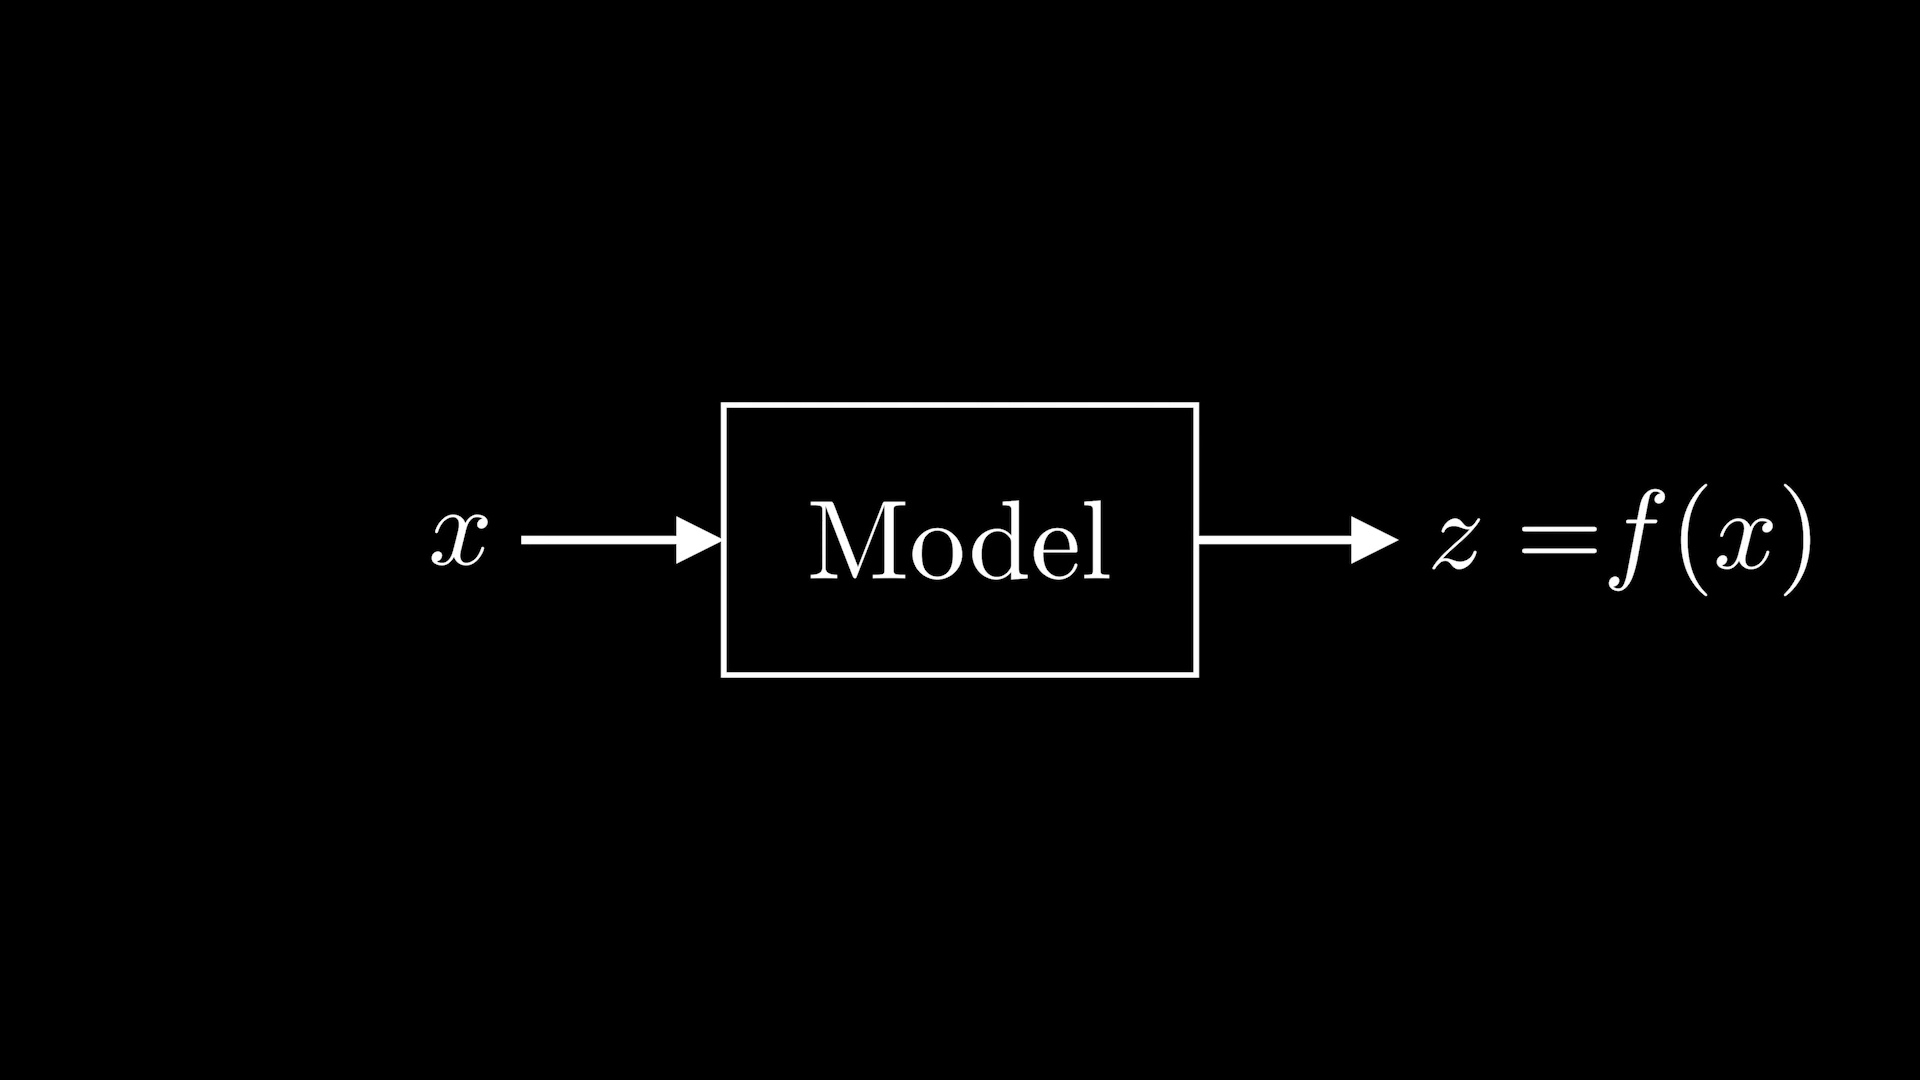 x Model z = f(x)